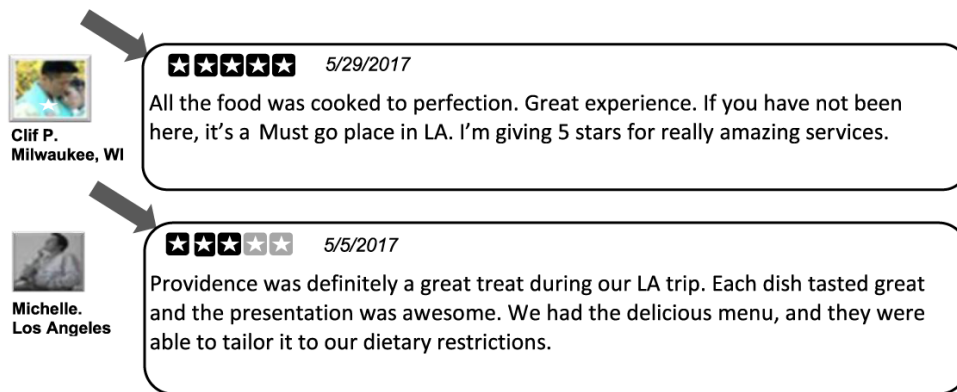 5/29/2017
All the food was cooked to perfection. Great experience. If you have not been
here, it's a Must go place in LA. I'm giving 5 stars for really amazing services.
Clif P.
Milwaukee, WI
5/5/2017
Providence was definitely a great treat during our LA trip. Each dish tasted great
and the presentation was awesome. We had the delicious menu, and they were
able to tailor it to our dietary restrictions.
Michelle.
Los Angeles